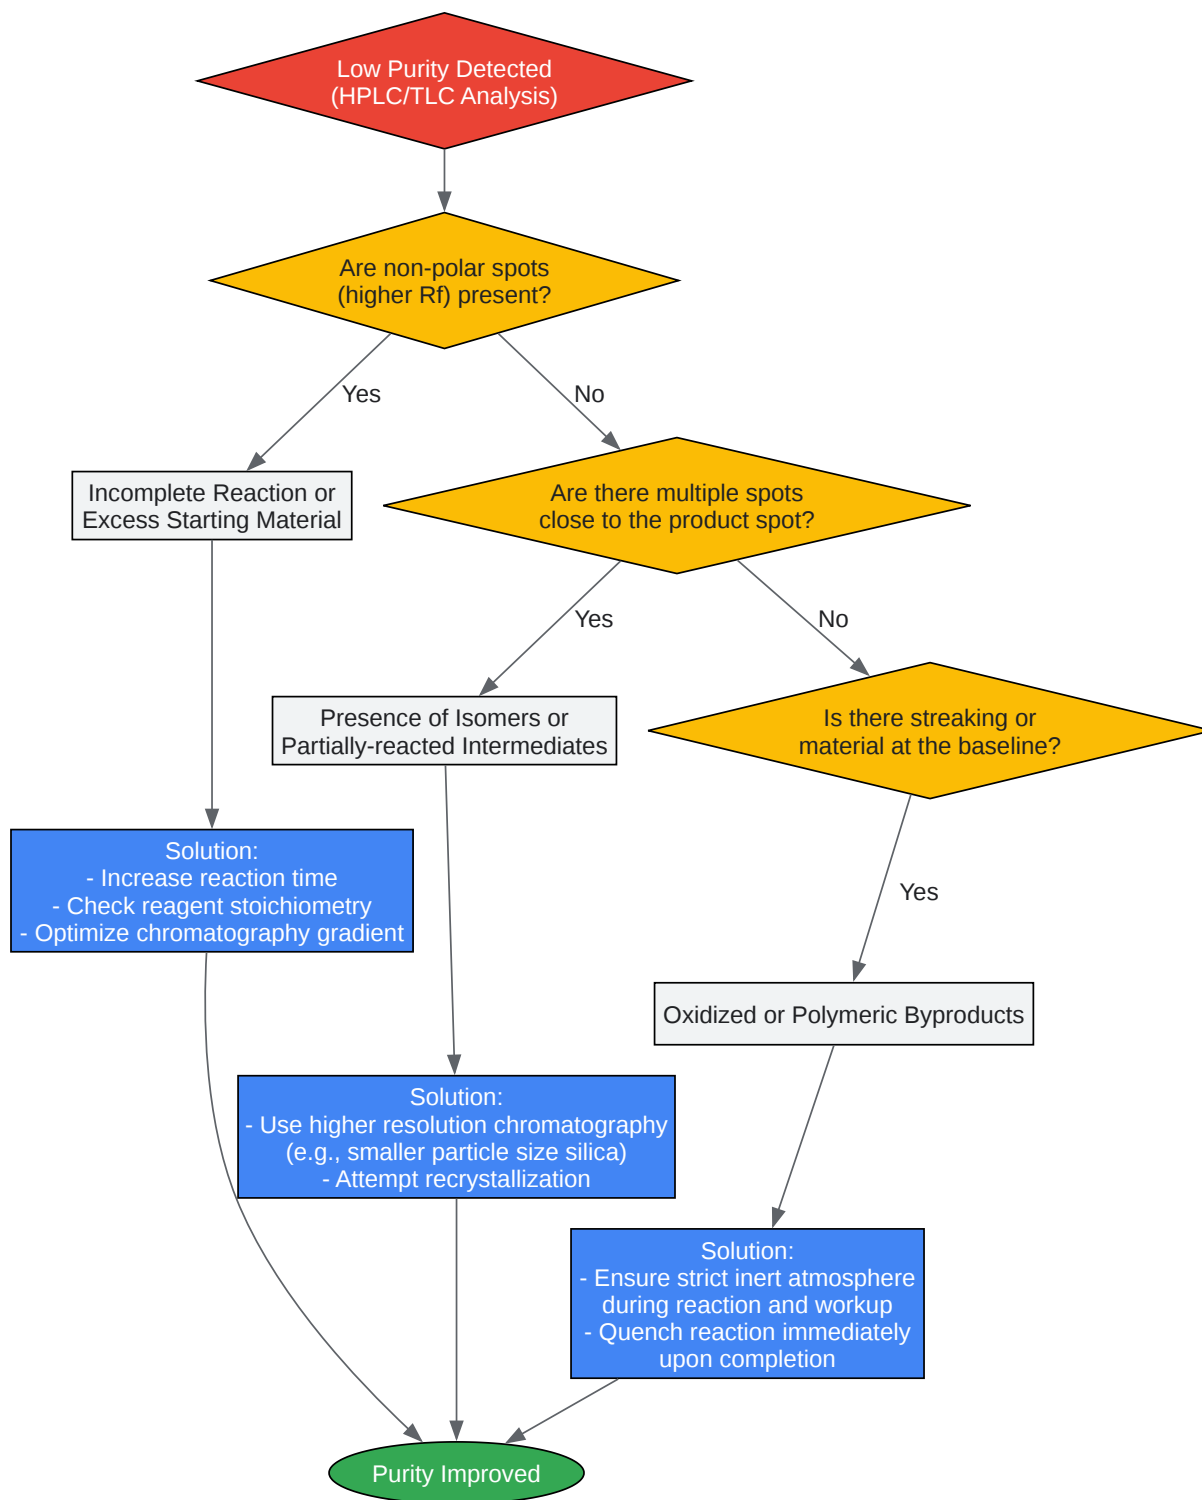 Low Purity Detected
(HPLC/TLC Analysis)
Are non-polar spots
(higher Rf) present?
Yes
No
Incomplete Reaction or
Excess Starting Material
Are there multiple spots
close to the product spot?
Yes
No
Presence of Isomers or
Partially-reacted Intermediates
Is there streaking or
material at the baseline?
Solution:
- Increase reaction time
- Check reagent stoichiometry
- Optimize chromatography gradient
Yes
Oxidized or Polymeric Byproducts
Solution:
- Use higher resolution chromatography
(e.g., smaller particle size silica)
- Attempt recrystallization
Solution:
- Ensure strict inert atmosphere
during reaction and workup
- Quench reaction immediately
upon completion
Purity Improved